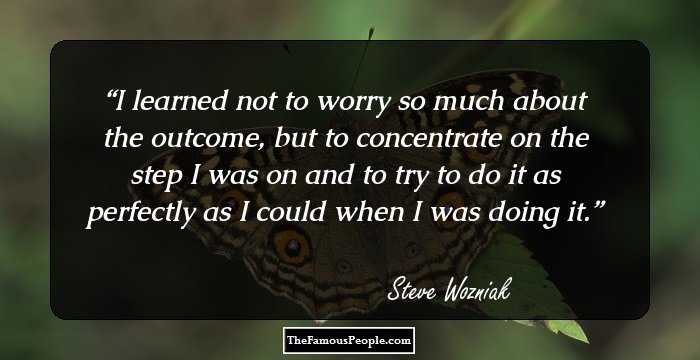 “I learned not to worry so much about
the outcome, but to concentrate on the
step I was on and to try to do it as
perfectly as I could when I was doing it.”
Steve Wozniak
TheFamousPeople.com